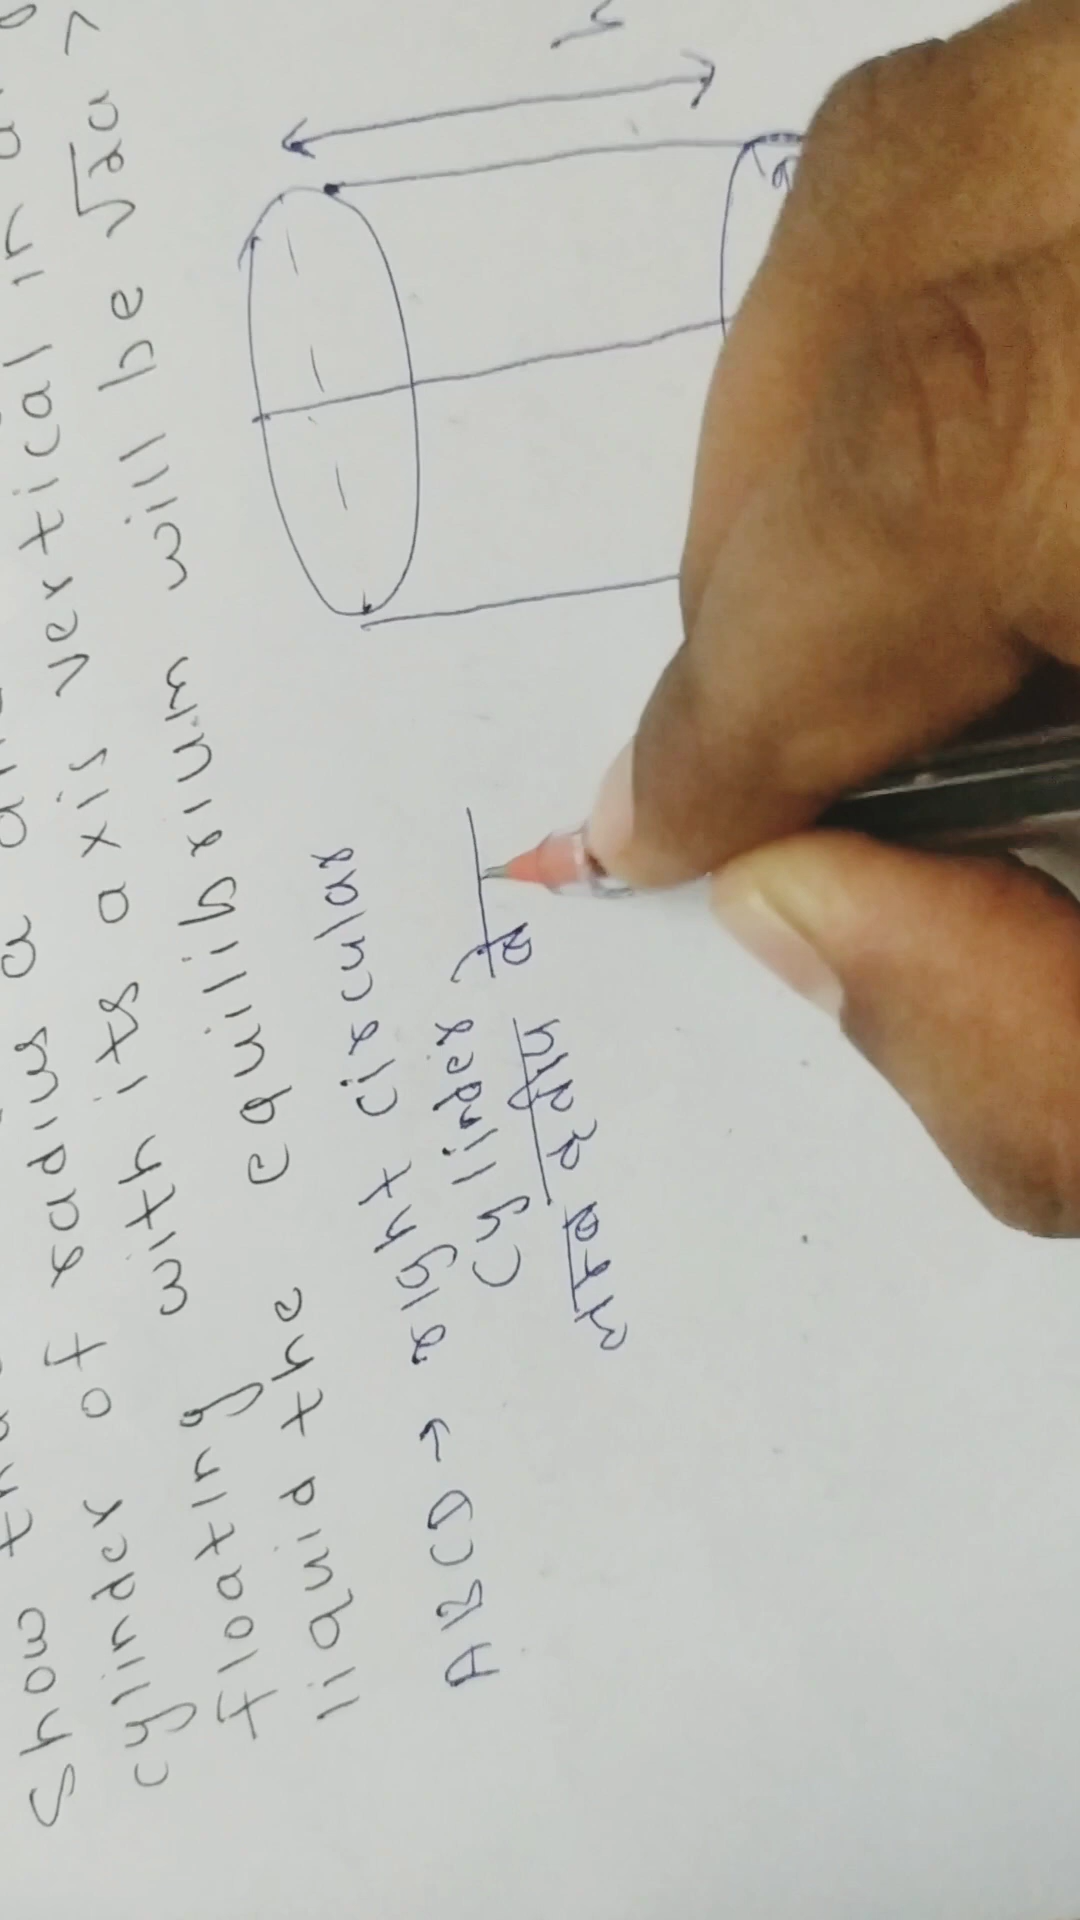 Show
cylinder of radius a
floating with its axis vertical in a
liquid the equilibrium will be √2a >
h
a
ABCD → right circular
cylinder